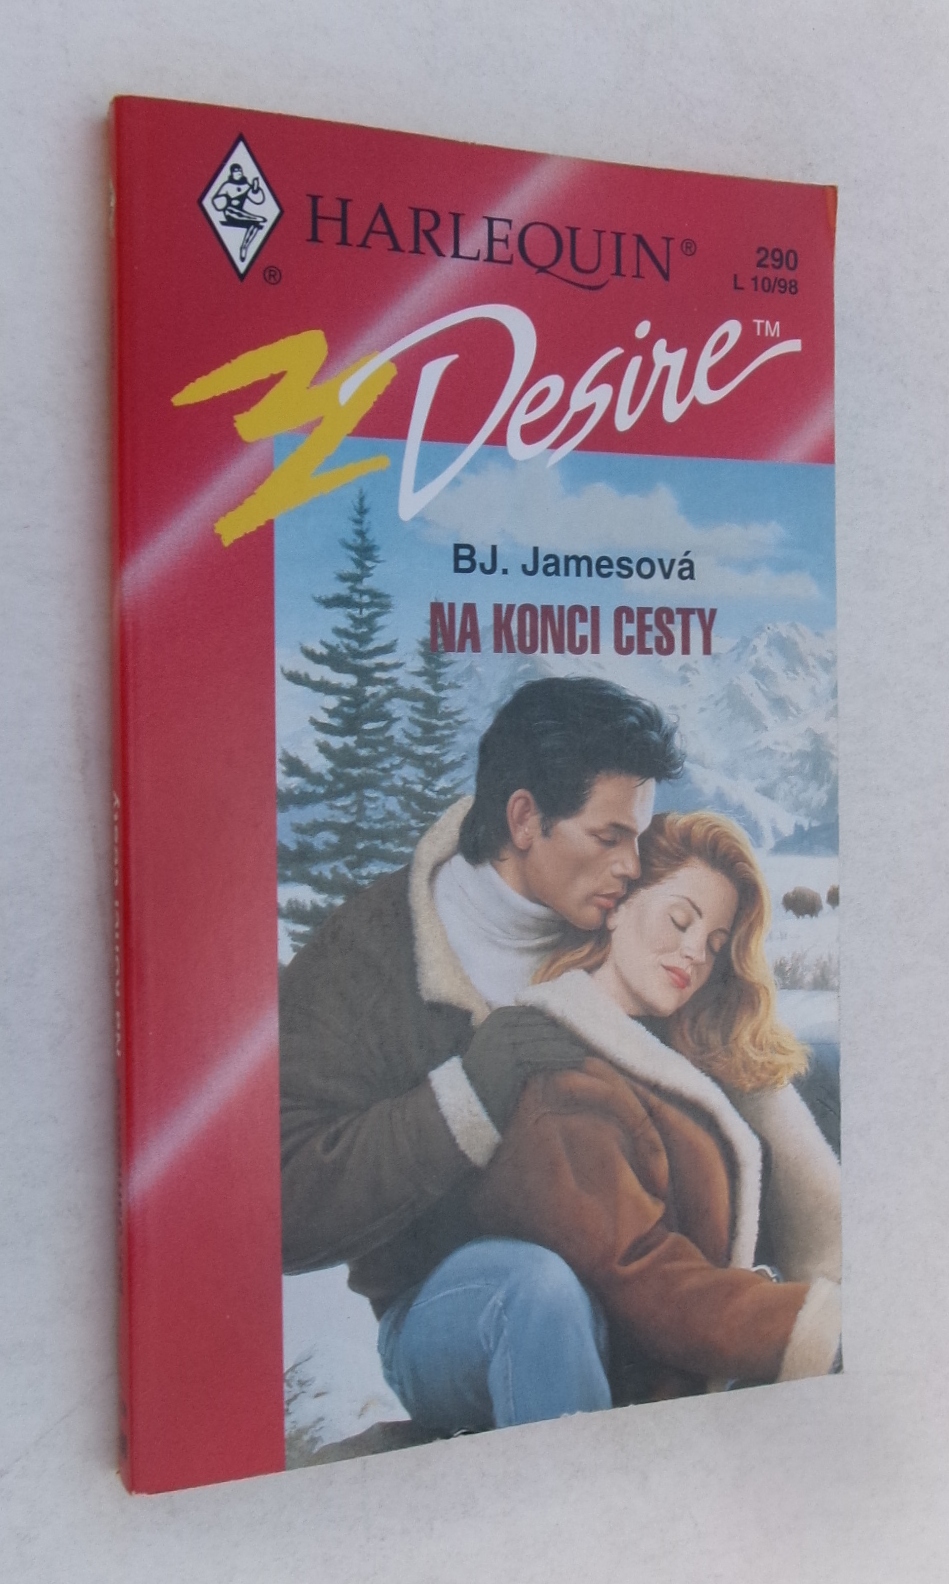 HARLEQUIN®
®
290
L 10/98
Desire™
BJ. Jamesová
NA KONCI CESTY